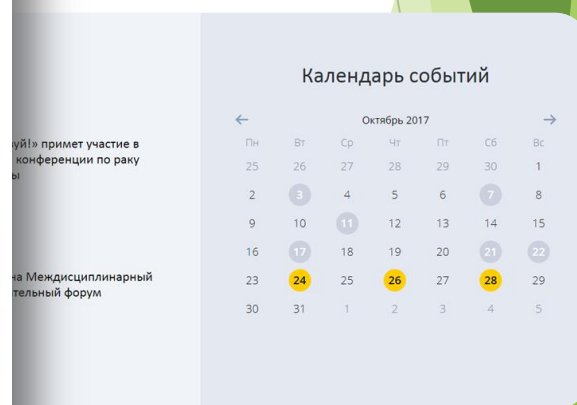 Календарь событий
← Октябрь 2017 →
Пн Вт Ср Чт Пт Сб Вс
25 26 27 28 29 30 1
2 3 4 5 6 7 8
9 10 11 12 13 14 15
16 17 18 19 20 21 22
23 24 25 26 27 28 29
30 31 1 2 3 4 5
примет участие в
конференции по раку
Междисциплинарный
форум